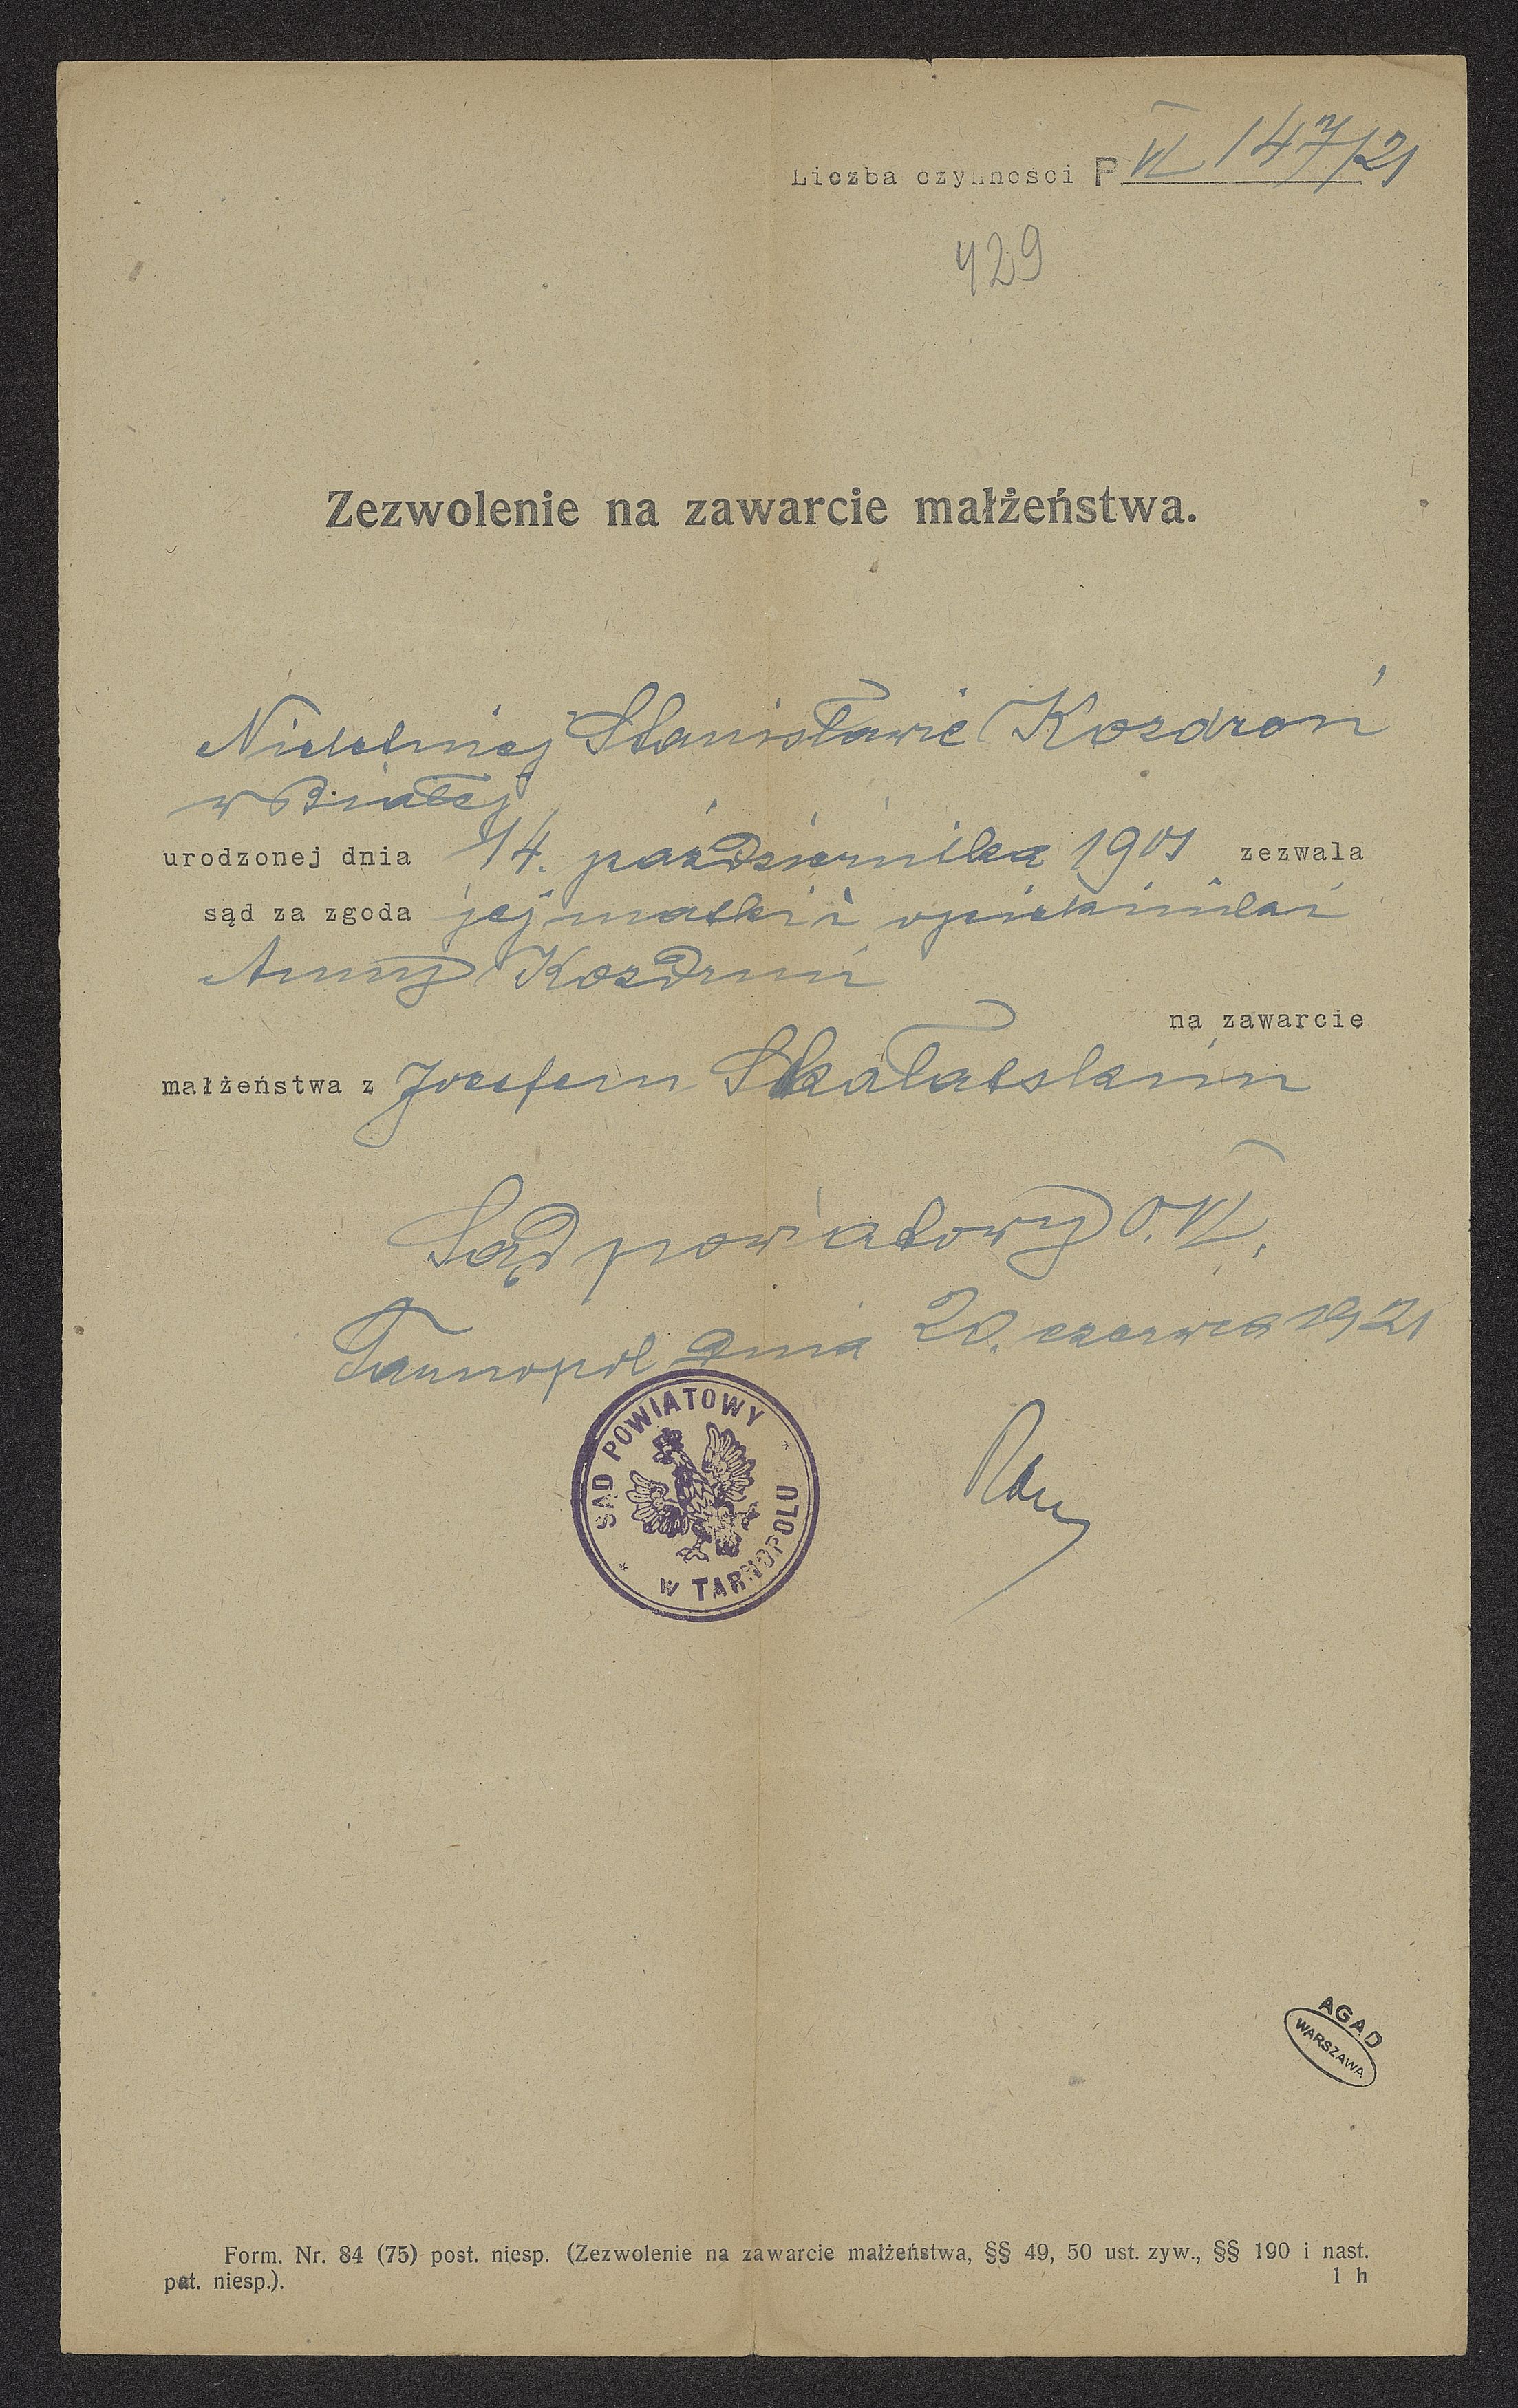 Liczba czynności P VI 147/21
429
Zezwolenie na zawarcie małżeństwa.
Nieletniej Stanisławie Kozdroń
w Białej
urodzonej dnia 14. października 1901 zezwala
sąd za zgoda jej matki i opiekunki
Anny Kozdruń
na zawarcie
małżeństwa z Józefem Skałatskim
Sąd powiatowy O. VI.
Tarnopol dnia 20. czerwca 1921
SĄD POWIATOWY
W TARNOPOLU
AGAD
WARSZAWA
Form. Nr. 84 (75) post. niesp. (Zezwolenie na zawarcie małżeństwa, §§ 49, 50 ust. zyw., §§ 190 i nast.
pat. niesp.). 1 h